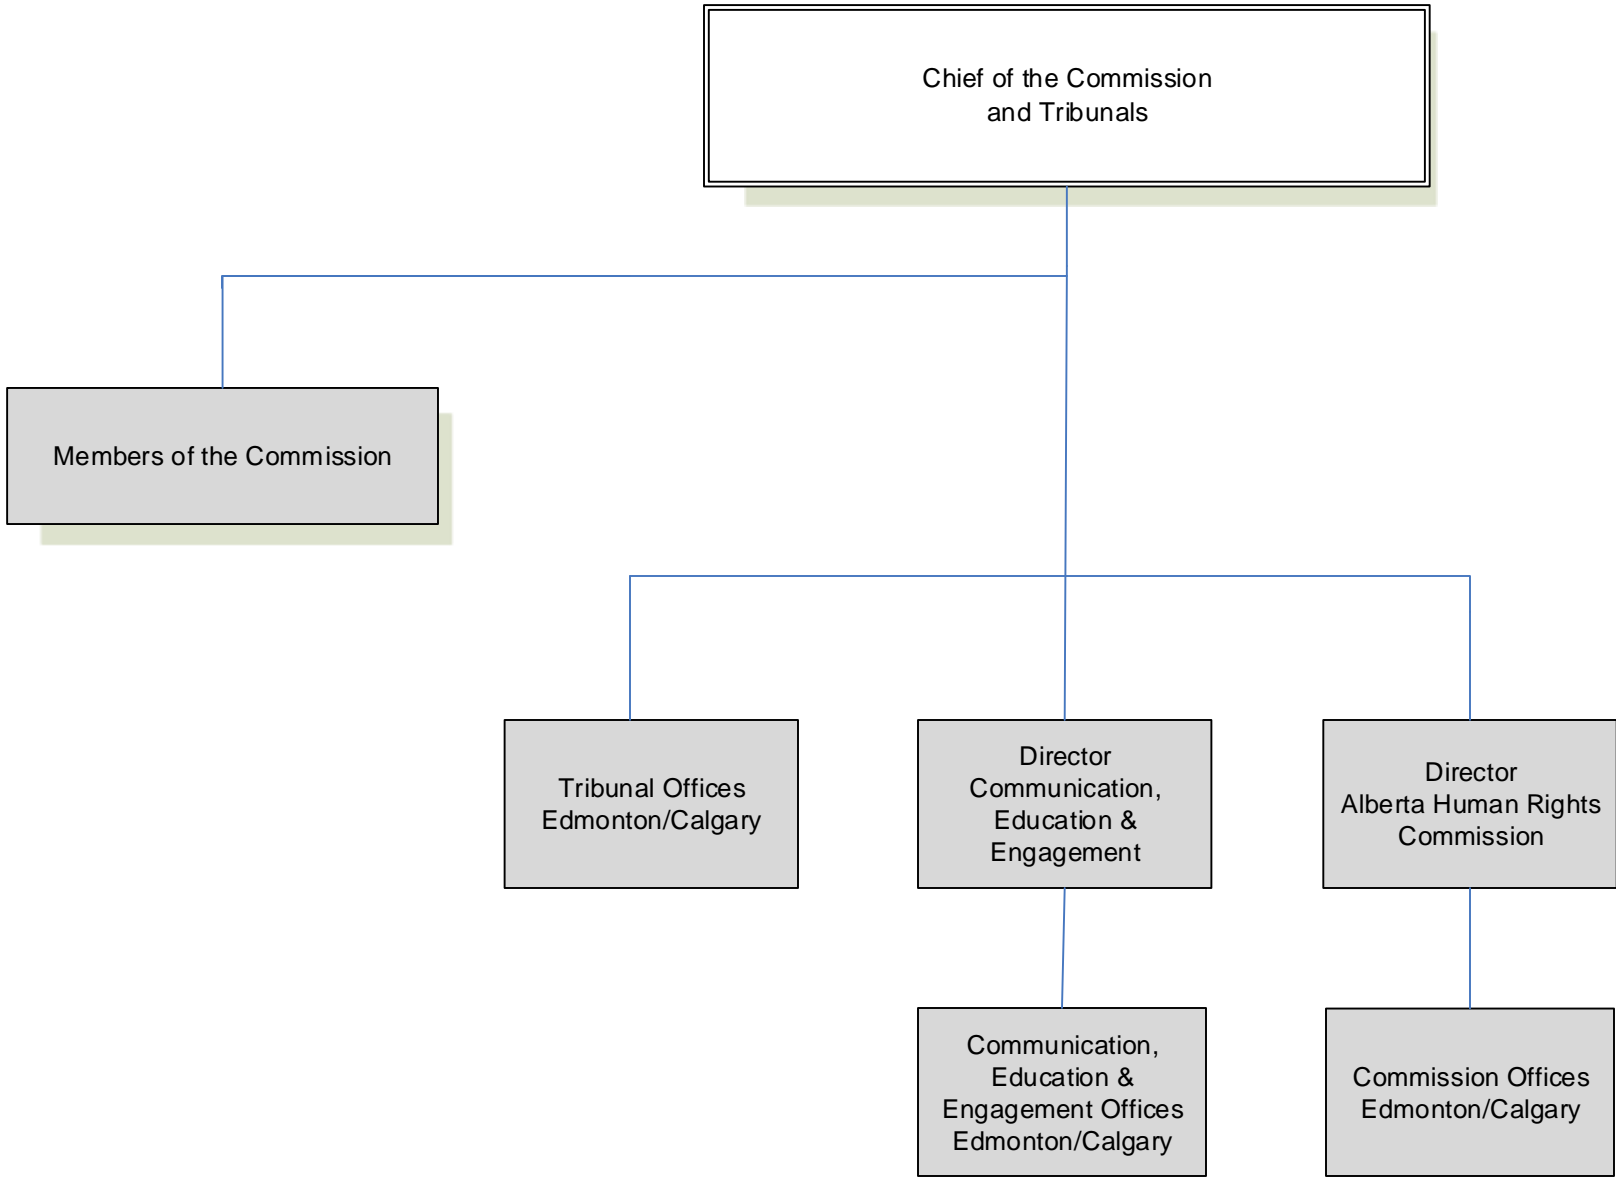 Chief of the Commission
and Tribunals
Members of the Commission
Tribunal Offices
Edmonton/Calgary
Director
Communication,
Education &
Engagement
Director
Alberta Human Rights
Commission
Communication,
Education &
Engagement Offices
Edmonton/Calgary
Commission Offices
Edmonton/Calgary